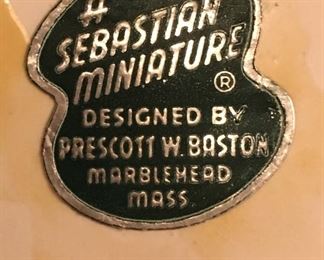 #
SEBASTIAN
MINIATURE
®
DESIGNED BY
PRESCOTT W. BASTON
MARBLEHEAD
MASS